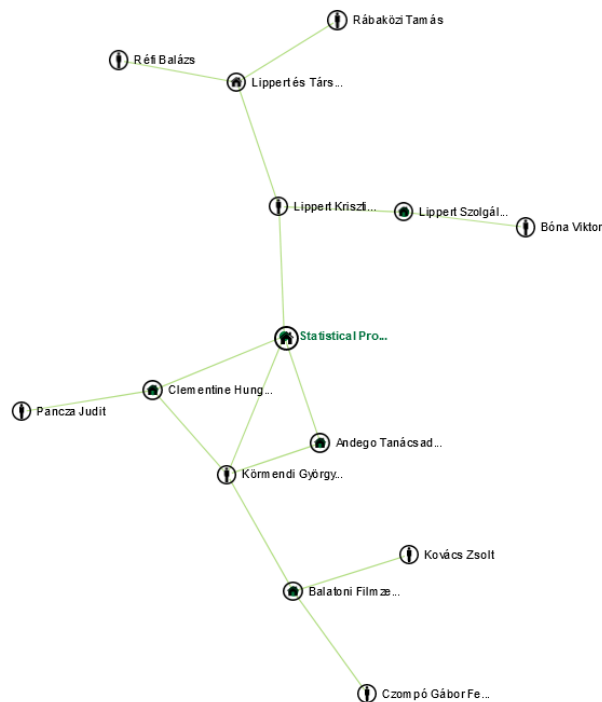 Rábaközi Tamás
Réfi Balázs
Lippert és Társ...
Lippert Kriszti...
Lippert Szolgál...
Bóna Viktor
Statistical Pro...
Clementine Hung...
Pancza Judit
Andego Tanácsad...
Körmendi György...
Kovács Zsolt
Balatoni Filmze...
Czompó Gábor Fe...